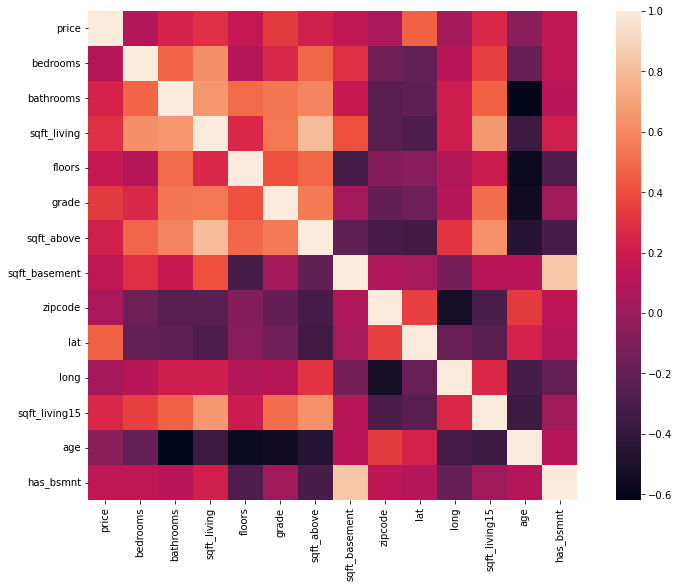 price
bedrooms
bathrooms
sqft_living
floors
grade
sqft_above
sqft_basement
zipcode
lat
long
sqft_living15
age
has_bsmnt
price
bedrooms
bathrooms
sqft_living
floors
grade
sqft_above
sqft_basement
zipcode
lat
long
sqft_living15
age
has_bsmnt
1.0
0.8
0.6
0.4
0.2
0.0
−0.2
−0.4
−0.6